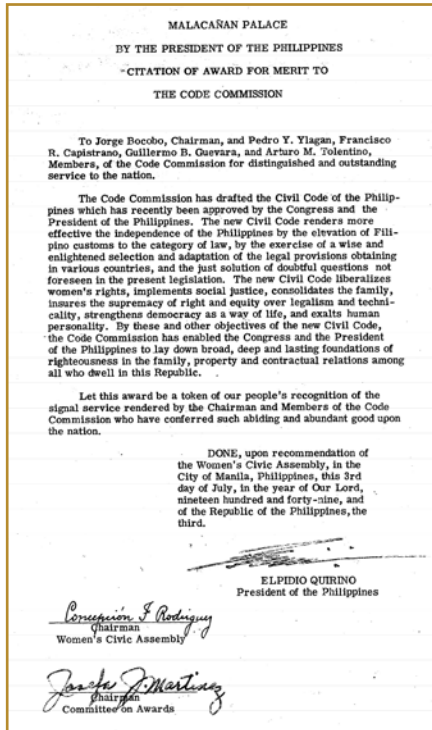 MALACAÑAN PALACE
BY THE PRESIDENT OF THE PHILIPPINES
CITATION OF AWARD FOR MERIT TO
THE CODE COMMISSION
To Jorge Bocobo, Chairman, and Pedro Y. Ylagan, Francisco
R. Capistrano, Guillermo B. Guevara, and Arturo M. Tolentino,
Members, of the Code Commission for distinguished and outstanding
service to the nation.
The Code Commission has drafted the Civil Code of the Philip-
pines which has recently been approved by the Congress and the
President of the Philippines. The new Civil Code renders more
effective the independence of the Philippines by the elevation of Fili-
pino customs to the category of law, by the exercise of a wise and
enlightened selection and adaptation of the legal provisions obtaining
in various countries, and the just solution of doubtful questions not
foreseen in the present legislation. The new Civil Code liberalizes
women's rights, implements social justice, consolidates the family,
insures the supremacy of right and equity over legalism and techni-
cality, strengthens democracy as a way of life, and exalts human
personality. By these and other objectives of the new Civil Code,
the Code Commission has enabled the Congress and the President
of the Philippines to lay down broad, deep and lasting foundations of
righteousness in the family, property and contractual relations among
all who dwell in this Republic.
Let this award be a token of our people's recognition of the
signal service rendered by the Chairman and Members of the Code
Commission who have conferred such abiding and abundant good upon
the nation.
DONE, upon recommendation of
the Women's Civic Assembly, in the
City of Manila, Philippines, this 3rd
day of July, in the year of Our Lord,
nineteen hundred and forty-nine, and
of the Republic of the Philippines, the
third.
ELPIDIO QUIRINO
President of the Philippines
Concepción F Rodriguez
Chairman
Women's Civic Assembly
Josefa J. Martinez
Chairman
Committee on Awards